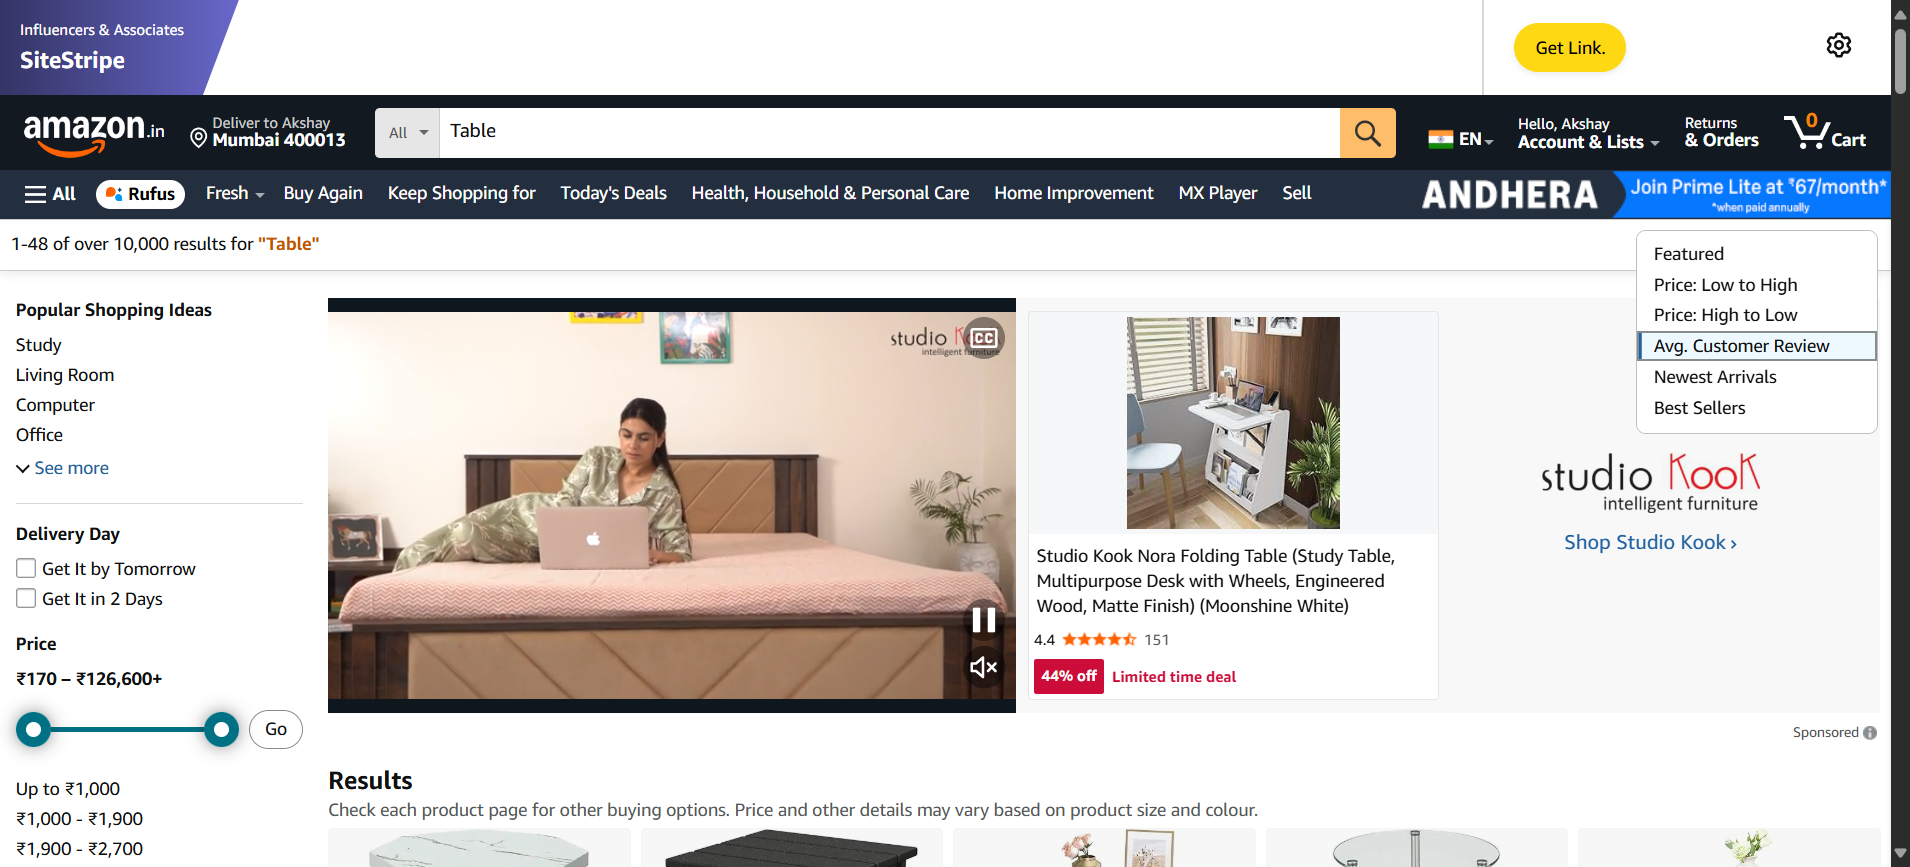 Influencers & Associates
SiteStripe
Get Link.
amazon.in
Deliver to Akshay
Mumbai 400013
All
Table
EN
Hello, Akshay
Account & Lists
Returns
& Orders
0
Cart
All
Rufus
Fresh
Buy Again
Keep Shopping for
Today's Deals
Health, Household & Personal Care
Home Improvement
MX Player
Sell
ANDHERA
Join Prime Lite at ₹67/month*
*when paid annually
1-48 of over 10,000 results for "Table"
Featured
Price: Low to High
Price: High to Low
Avg. Customer Review
Newest Arrivals
Best Sellers
Popular Shopping Ideas
Study
Living Room
Computer
Office
See more
Delivery Day
Get It by Tomorrow
Get It in 2 Days
Price
₹170 – ₹126,600+
Go
Up to ₹1,000
₹1,000 - ₹1,900
₹1,900 - ₹2,700
studio
intelligent furniture
CC
Studio Kook Nora Folding Table (Study Table,
Multipurpose Desk with Wheels, Engineered
Wood, Matte Finish) (Moonshine White)
4.4
151
44% off
Limited time deal
studio KooK
intelligent furniture
Shop Studio Kook ›
Sponsored
Results
Check each product page for other buying options. Price and other details may vary based on product size and colour.